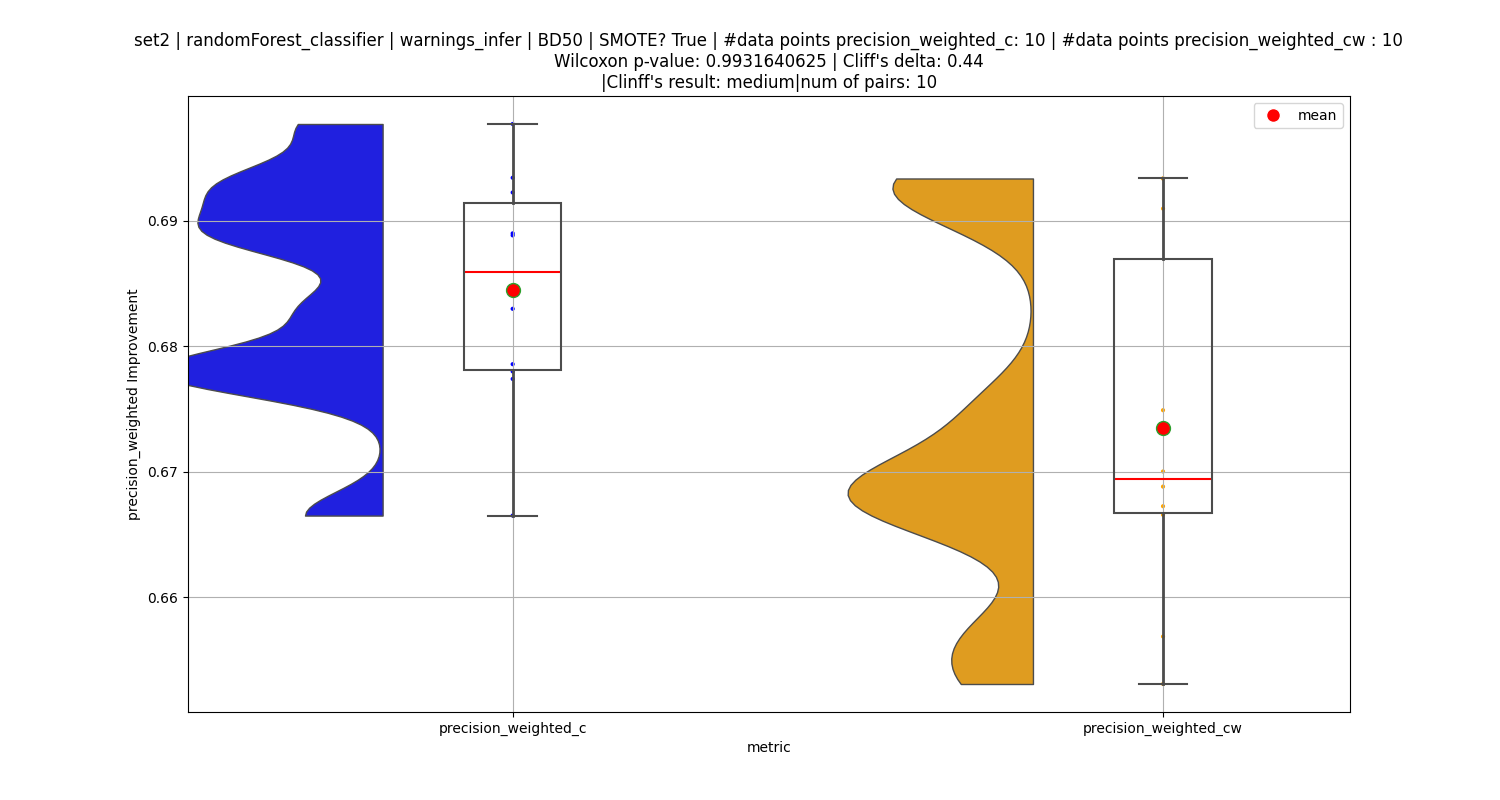 set2 | randomForest_classifier | warnings_infer | BD50 | SMOTE? True | #data points precision_weighted_c: 10 | #data points precision_weighted_cw : 10
Wilcoxon p-value: 0.9931640625 | Cliff's delta: 0.44
|Clinff's result: medium|num of pairs: 10
mean
precision_weighted Improvement
0.69
0.68
0.67
0.66
precision_weighted_c
precision_weighted_cw
metric